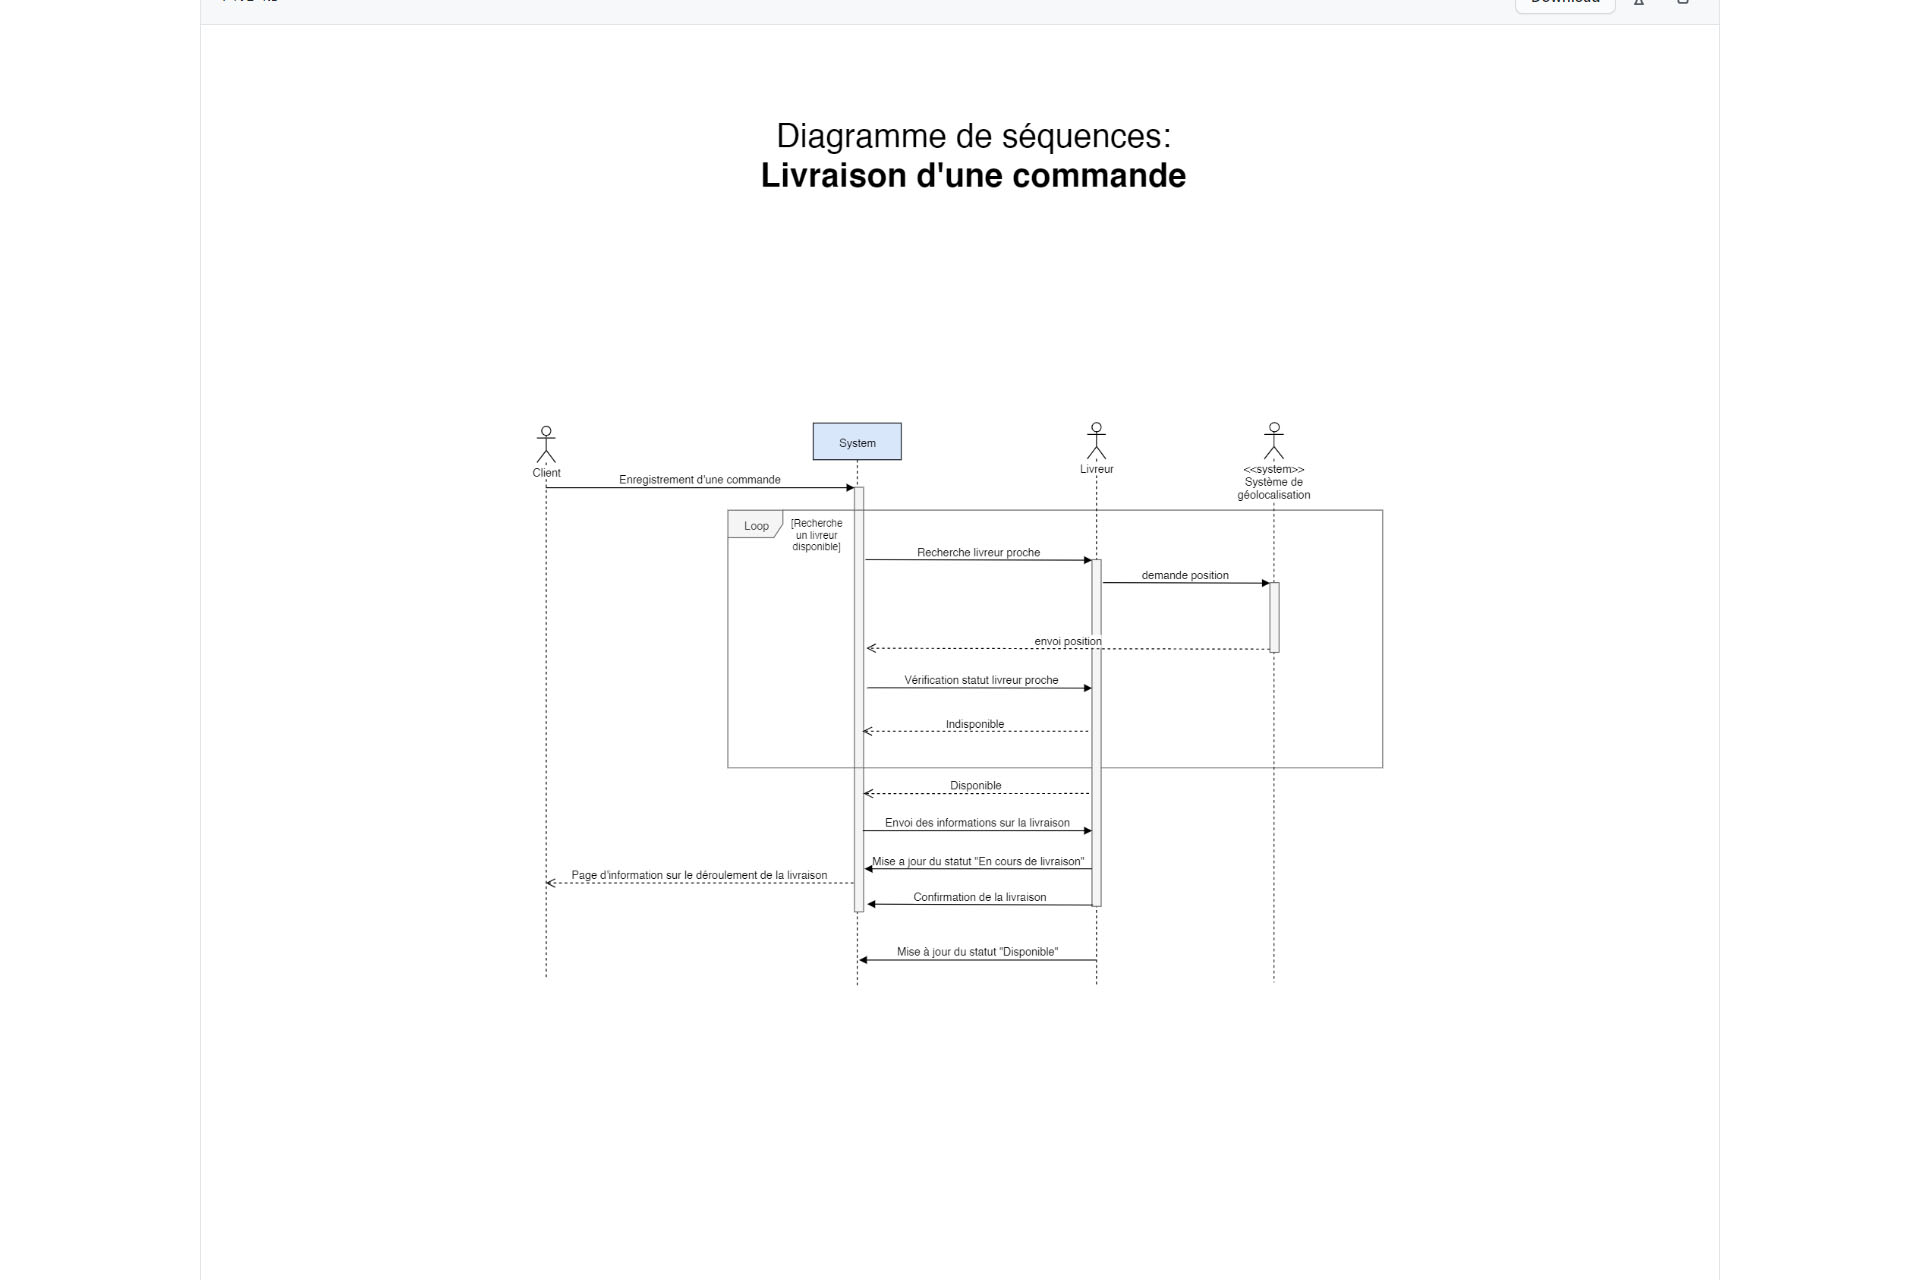 Diagramme de séquences:
Livraison d'une commande
Client
System
Livreur
<<system>>
Système de
géolocalisation
Enregistrement d'une commande
Loop
[Recherche
un livreur
disponible]
Recherche livreur proche
demande position
envoi position
Vérification statut livreur proche
Indisponible
Disponible
Envoi des informations sur la livraison
Mise a jour du statut "En cours de livraison"
Page d'information sur le déroulement de la livraison
Confirmation de la livraison
Mise à jour du statut "Disponible"